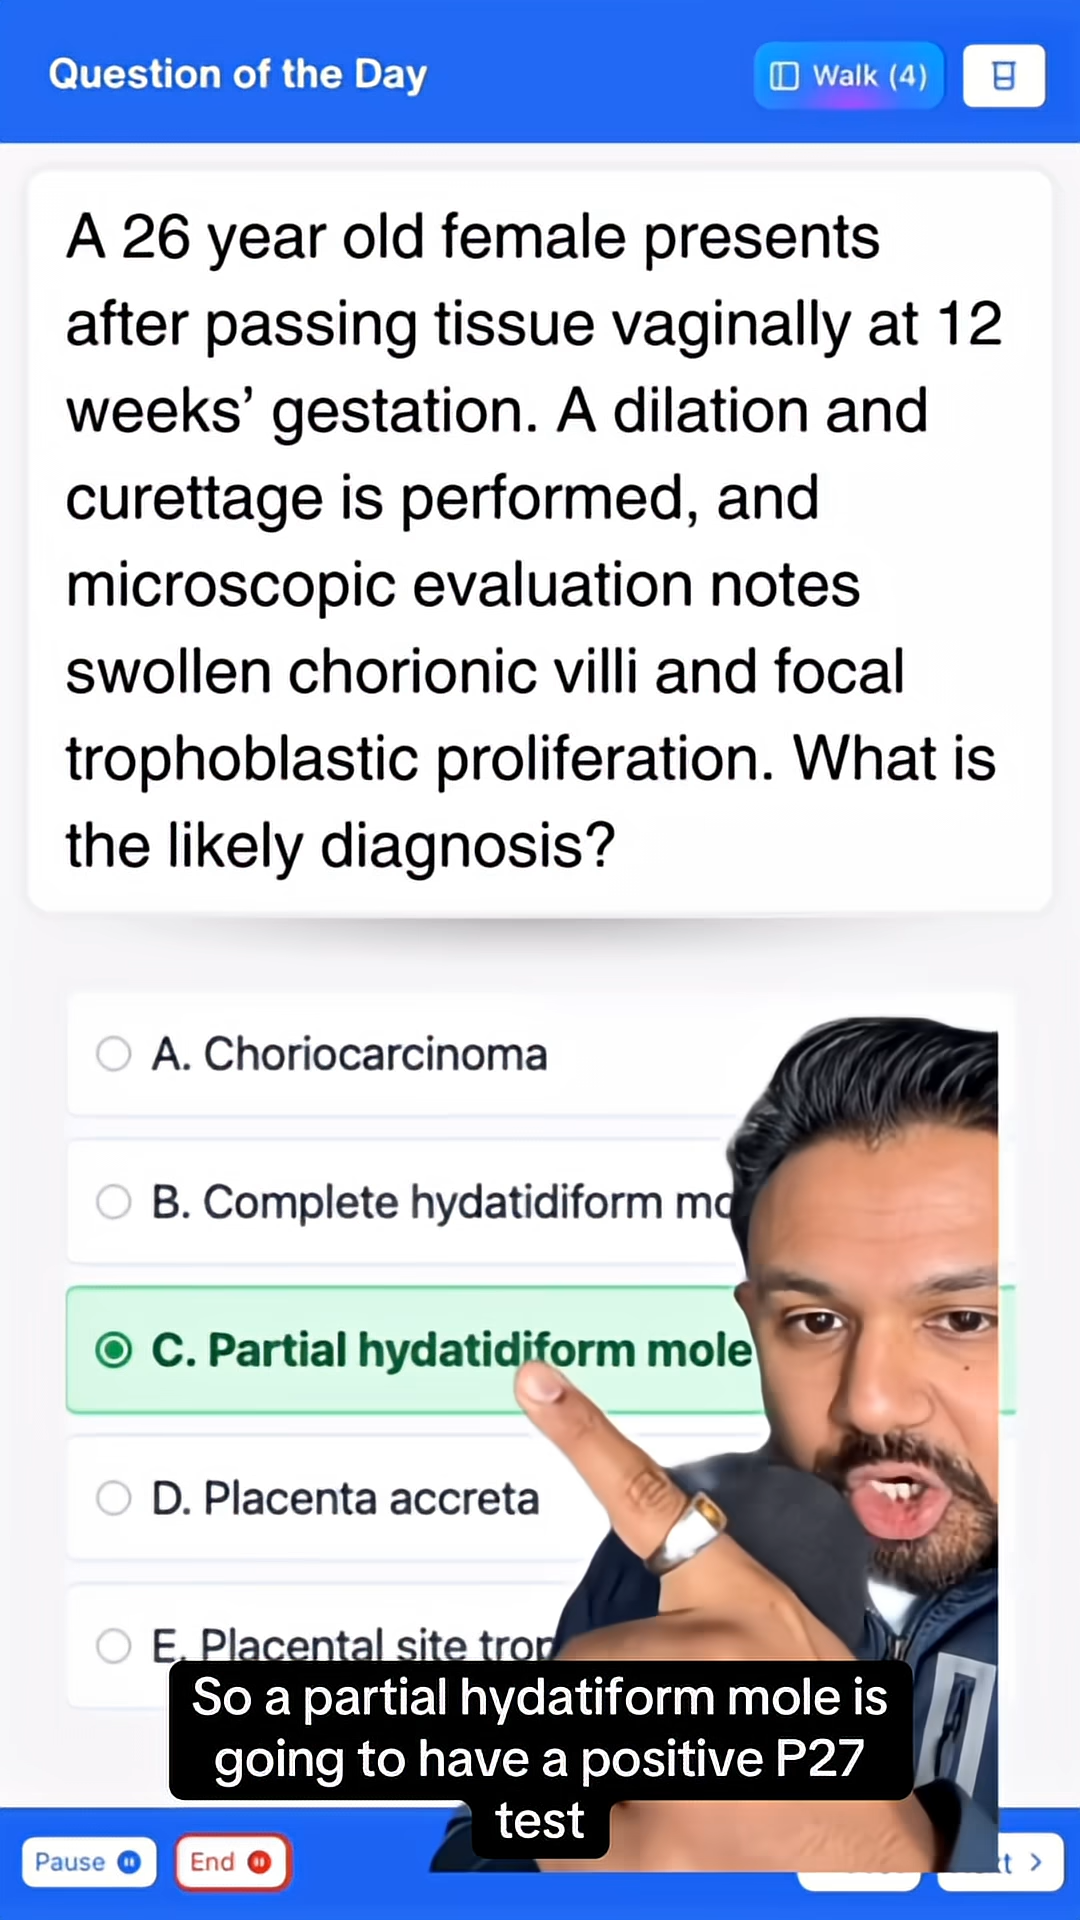 Question of the Day
Walk (4)
A 26 year old female presents
after passing tissue vaginally at 12
weeks’ gestation. A dilation and
curettage is performed, and
microscopic evaluation notes
swollen chorionic villi and focal
trophoblastic proliferation. What is
the likely diagnosis?
A. Choriocarcinoma
B. Complete hydatidiform
C. Partial hydatidiform mole
D. Placenta accreta
E. Placental site
So a partial hydatiform mole is
going to have a positive P27
test
Pause
End